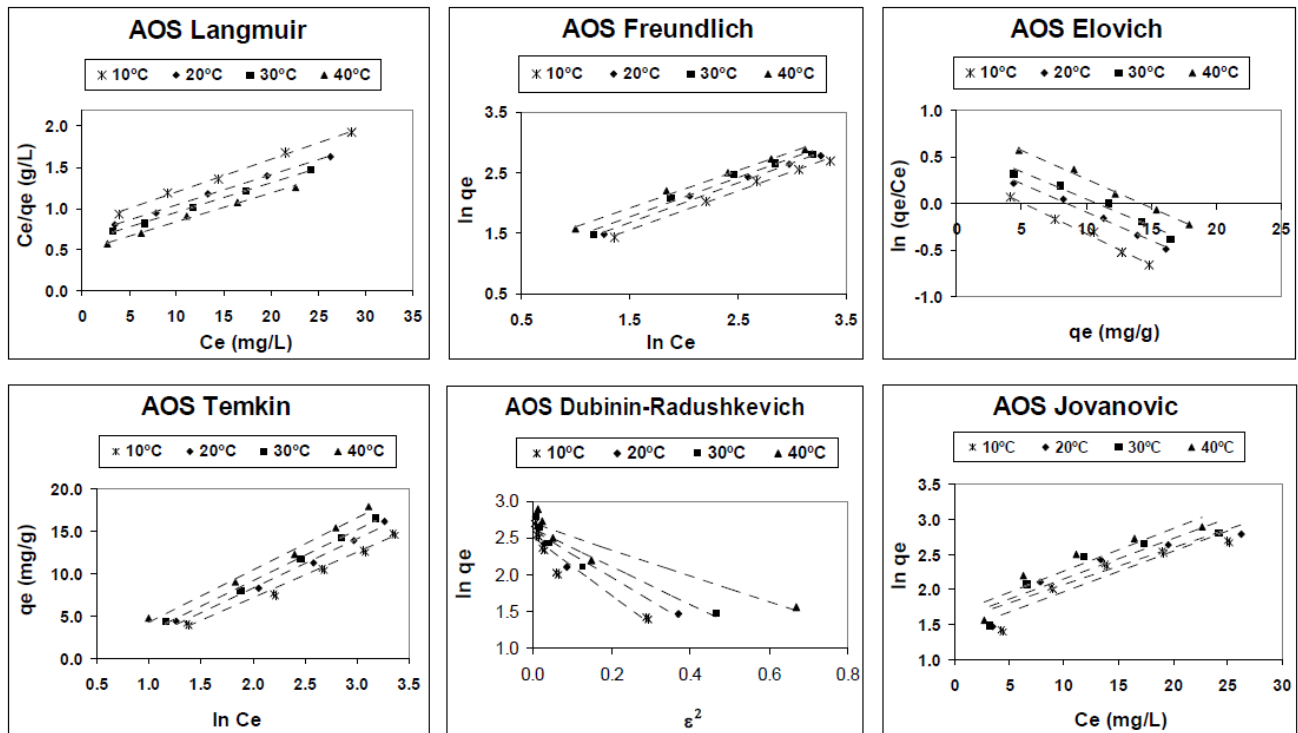 AOS Langmuir
10ºC 20ºC 30ºC 40ºC
Ce/qe (g/L)
2.0
1.5
1.0
0.5
0.0
0 5 10 15 20 25 30 35
Ce (mg/L)
AOS Freundlich
10ºC 20ºC 30ºC 40ºC
ln qe
3.5
2.5
1.5
0.5
0.5 1.5 2.5 3.5
ln Ce
AOS Elovich
10ºC 20ºC 30ºC 40ºC
ln (qe/Ce)
1.0
0.5
0.0
-0.5
-1.0
0 5 10 15 20 25
qe (mg/g)
AOS Temkin
10ºC 20ºC 30ºC 40ºC
qe (mg/g)
20.0
15.0
10.0
5.0
0.0
0.5 1.0 1.5 2.0 2.5 3.0 3.5
ln Ce
AOS Dubinin-Radushkevich
10ºC 20ºC 30ºC 40ºC
ln qe
3.0
2.5
2.0
1.5
1.0
0.0 0.2 0.4 0.6 0.8
ε²
AOS Jovanovic
10ºC 20ºC 30ºC 40ºC
ln qe
3.5
3.0
2.5
2.0
1.5
1.0
0 5 10 15 20 25 30
Ce (mg/L)